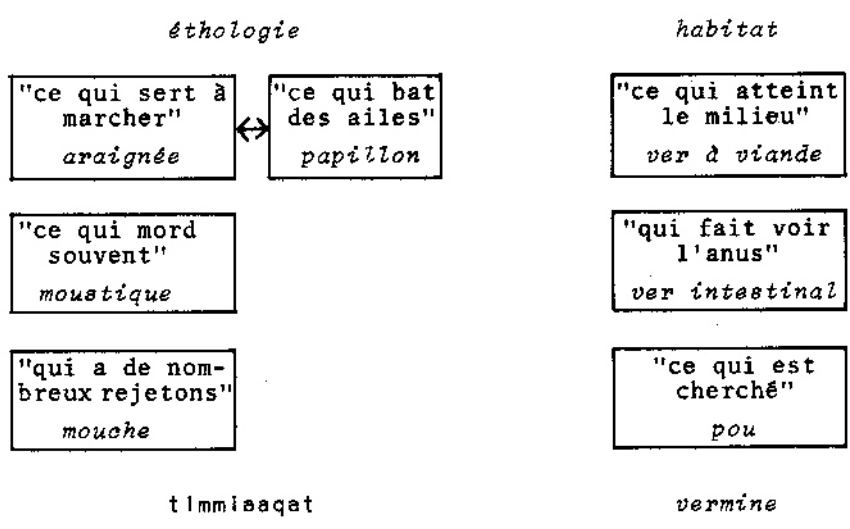 éthologie
habitat
"ce qui sert à
marcher"
araignée
"ce qui bat
des ailes"
papillon
"ce qui atteint
le milieu"
ver à viande
"ce qui mord
souvent"
moustique
"qui fait voir
l'anus"
ver intestinal
"qui a de nom-
breux rejetons"
mouche
"ce qui est
cherché"
pou
timmiaaqat
vermine